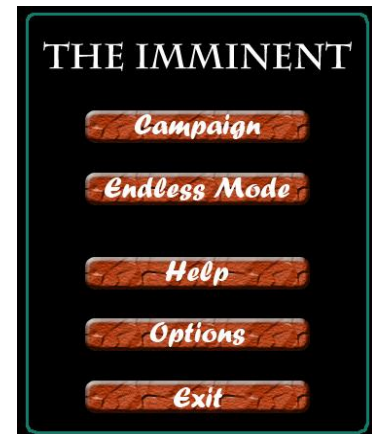 THE IMMINENT
Campaign
Endless Mode
Help
Options
Exit